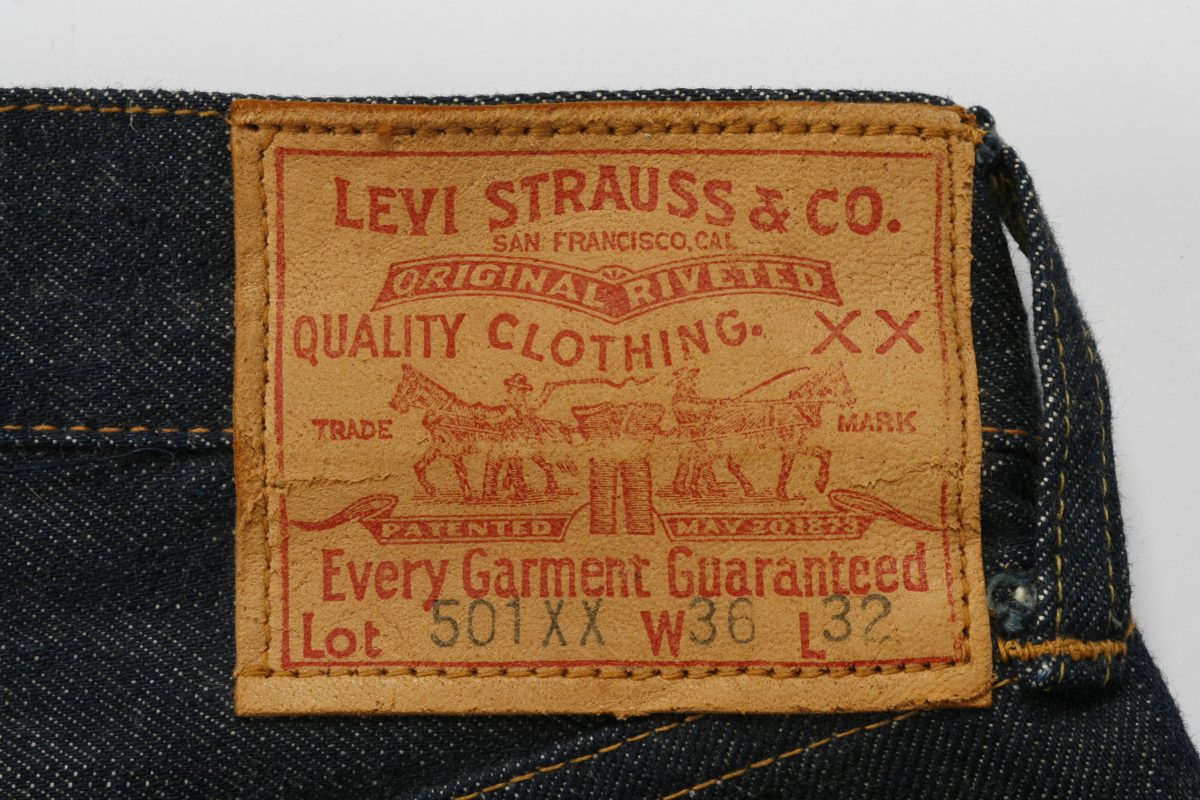 LEVI STRAUSS & CO.
SAN FRANCISCO, CAL
ORIGINAL RIVETED
QUALITY CLOTHING. XX
TRADE MARK
PATENTED MAY 20 1873
Every Garment Guaranteed
Lot 501XX W36 L32